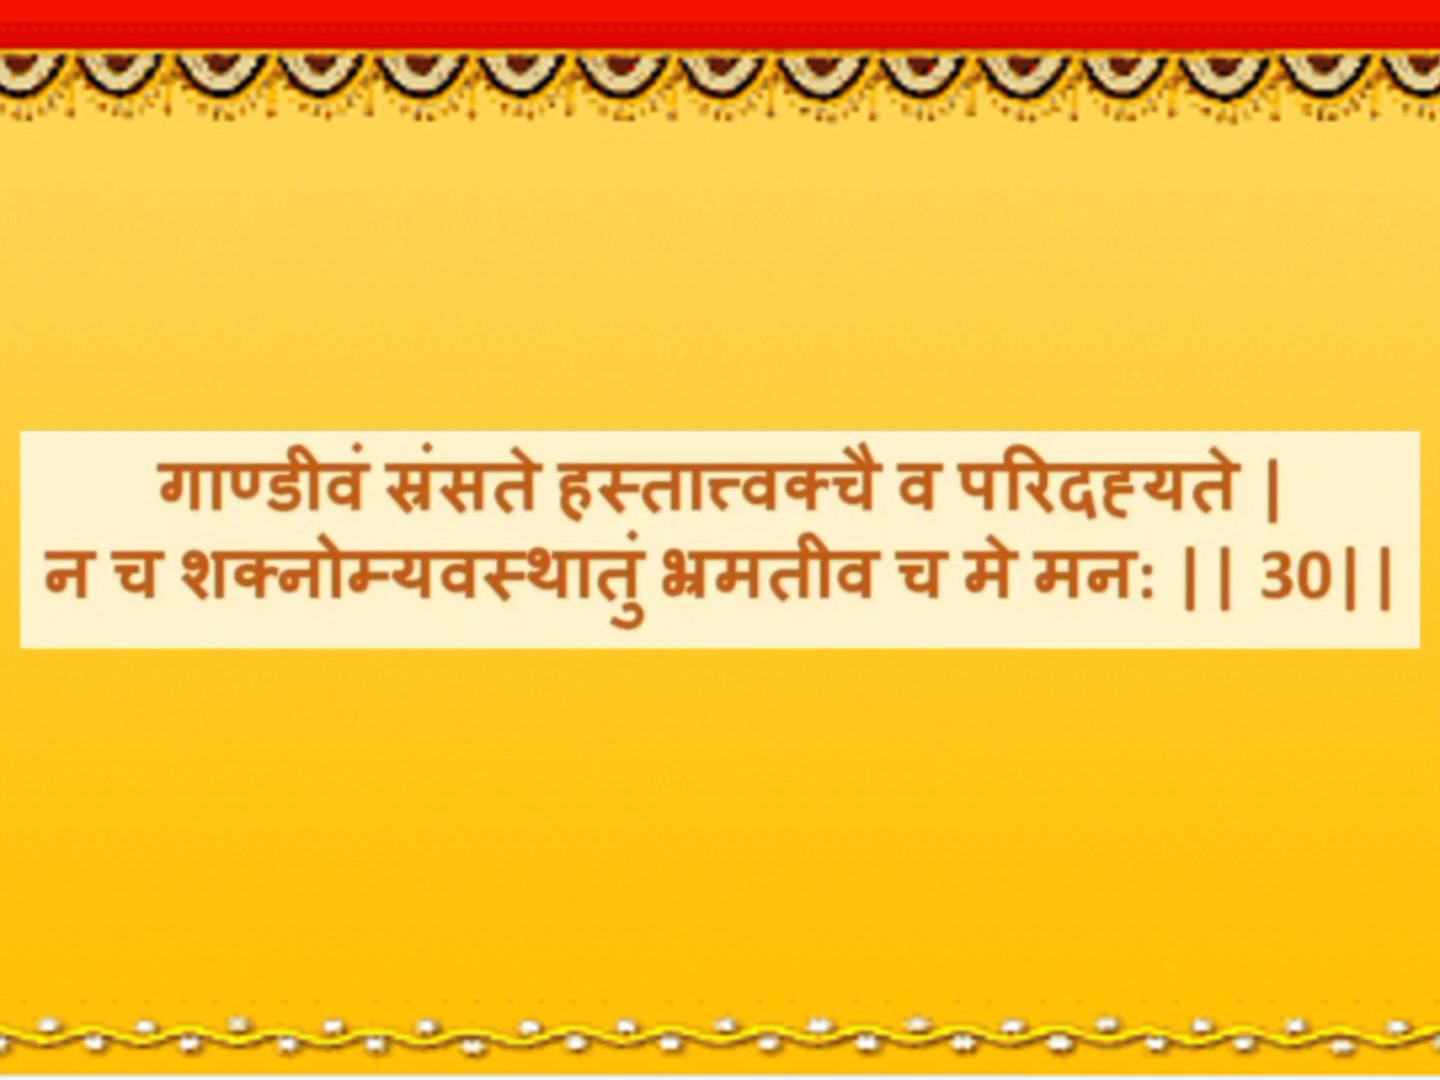 गाण्डीवं स्रंसते हस्तात्त्वक्चै व परिदह्यते |
न च शक्नोम्यवस्थातुं भ्रमतीव च मे मन: || 30||